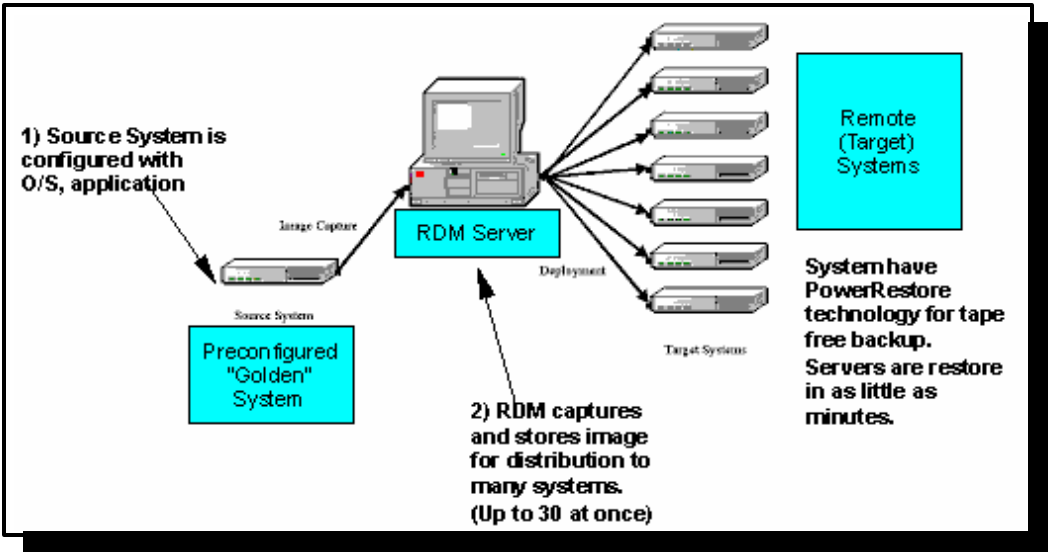 1) Source System is
configured with
O/S, application
Image Capture
Source System
Preconfigured
"Golden"
System
RDM Server
2) RDM captures
and stores image
for distribution to
many systems.
(Up to 30 at once)
Deployment
Target Systems
Remote
(Target)
Systems
System have
PowerRestore
technology for tape
free backup.
Servers are restore
in as little as
minutes.